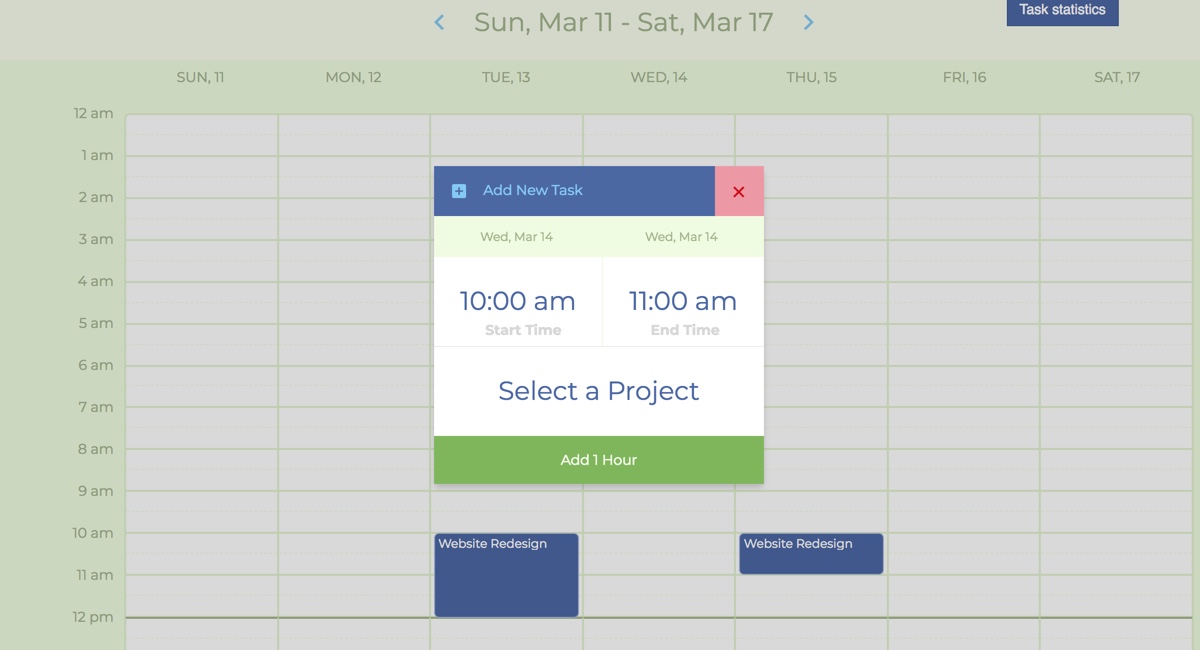 Sun, Mar 11 - Sat, Mar 17
Task statistics
SUN, 11 MON, 12 TUE, 13 WED, 14 THU, 15 FRI, 16 SAT, 17
12 am
1 am
2 am
3 am
4 am
5 am
6 am
7 am
8 am
9 am
10 am
11 am
12 pm
Add New Task
Wed, Mar 14 Wed, Mar 14
10:00 am 11:00 am
Start Time End Time
Select a Project
Add 1 Hour
Website Redesign Website Redesign